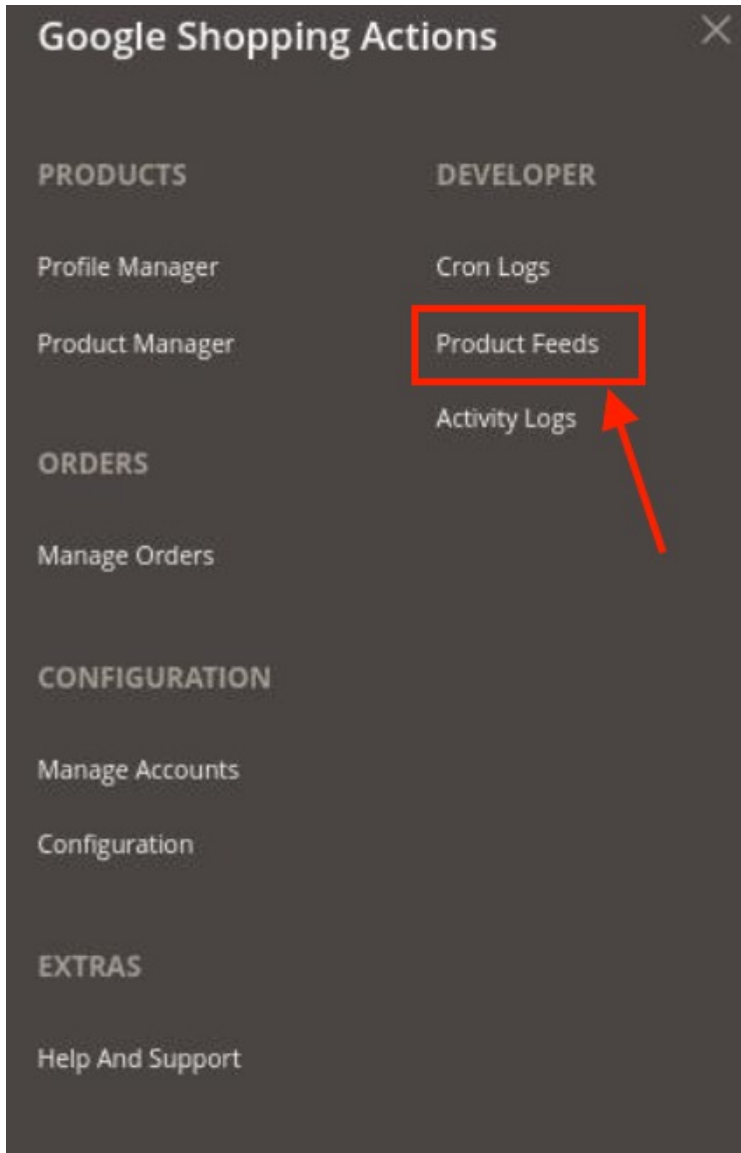 Google Shopping Actions
PRODUCTS
Profile Manager
Product Manager
ORDERS
Manage Orders
CONFIGURATION
Manage Accounts
Configuration
EXTRAS
Help And Support
DEVELOPER
Cron Logs
Product Feeds
Activity Logs